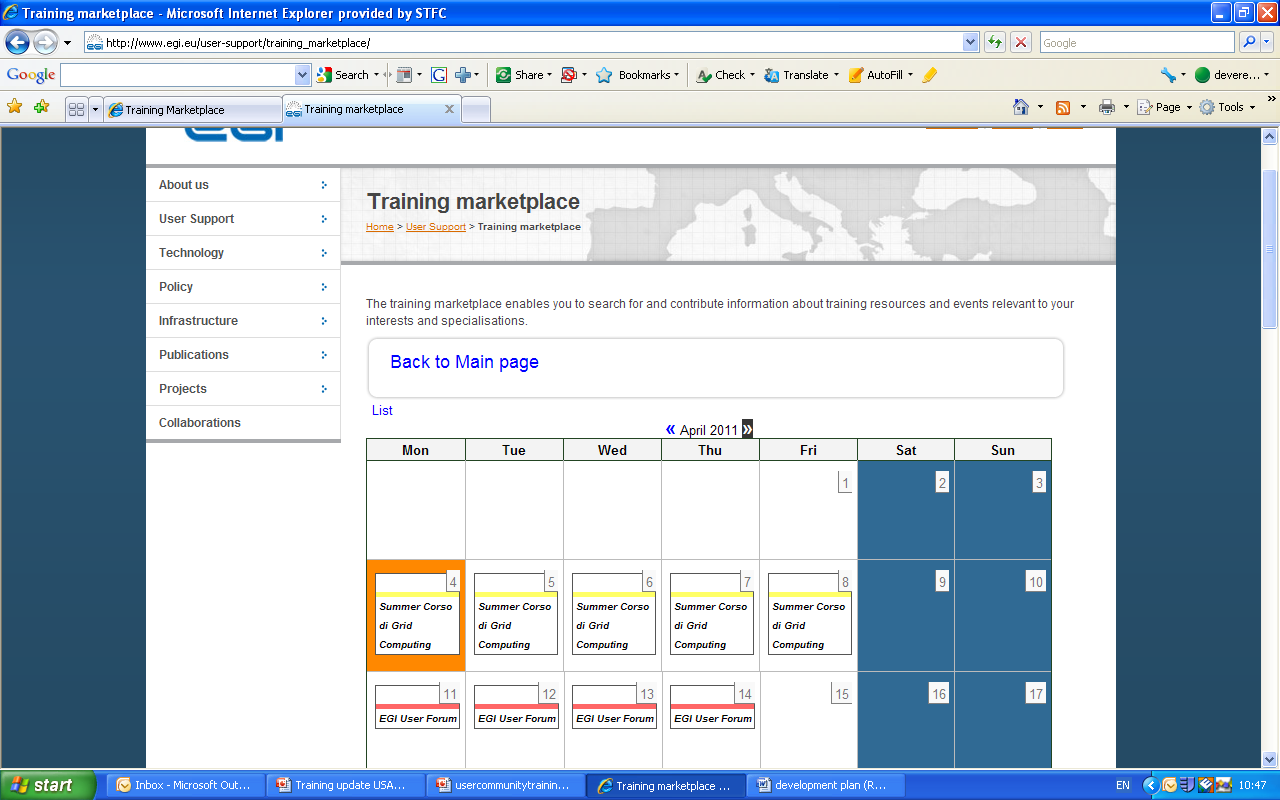 Training marketplace - Microsoft Internet Explorer provided by STFC
http://www.egi.eu/user-support/training_marketplace/
Google
Google
Search
Share
Bookmarks
Check
Translate
AutoFill
devere...
Training Marketplace
Training marketplace
Page
Tools
EGI
About us
User Support
Technology
Policy
Infrastructure
Publications
Projects
Collaborations
Training marketplace
Home > User Support > Training marketplace
The training marketplace enables you to search for and contribute information about training resources and events relevant to your
interests and specialisations.
Back to Main page
List
« April 2011 »
Mon Tue Wed Thu Fri Sat Sun
1 2 3
4 5 6 7 8 9 10
Summer Corso Summer Corso Summer Corso Summer Corso Summer Corso
di Grid di Grid di Grid di Grid di Grid
Computing Computing Computing Computing Computing
11 12 13 14 15 16 17
EGI User Forum EGI User Forum EGI User Forum EGI User Forum
start
Inbox - Microsoft Out...
Training update USA...
usercommunitytrainin...
Training marketplace ...
development plan (R...
EN
10:47